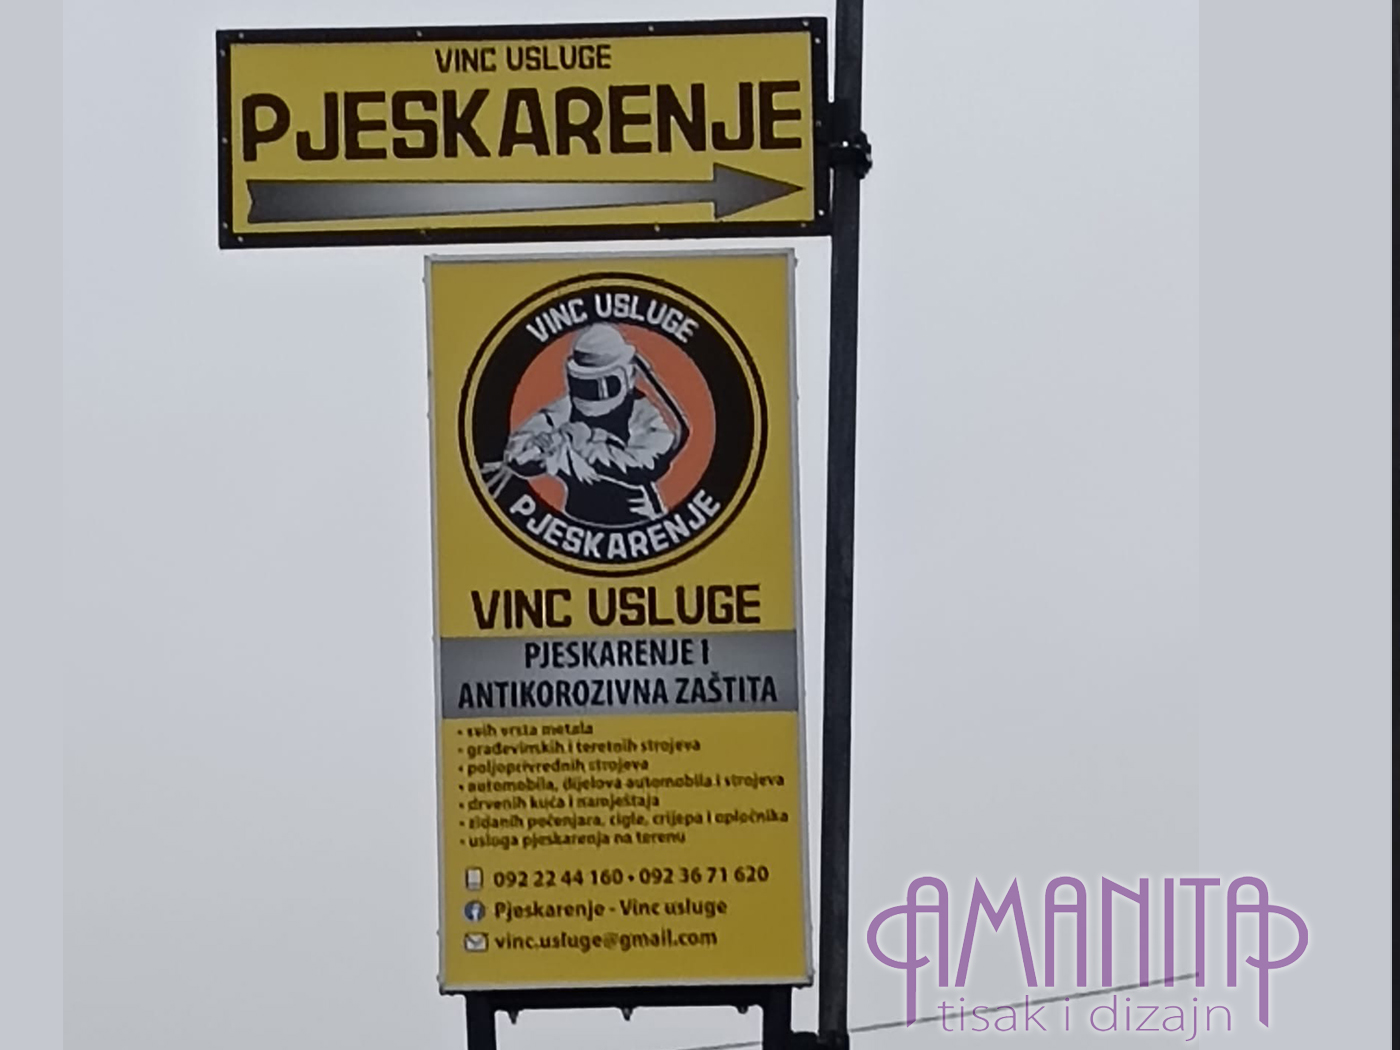 VINC USLUGE
PJESKARENJE
VINC USLUGE
PJESKARENJE
VINC USLUGE
PJESKARENJE I
ANTIKOROZIVNA ZAŠTITA
• svih vrsta metala
• građevinskih i teretnih strojeva
• poljoprivrednih strojeva
• automobila, dijelova automobila i strojeva
• drvenih kuća i namještaja
• zidanih pećenjara, cigle, crijepa i opločnika
• usluga pjeskarenja na terenu
092 22 44 160 • 092 36 71 620
Pjeskarenje - Vinc usluge
vinc.usluge@gmail.com
AMANITA
tisak i dizajn